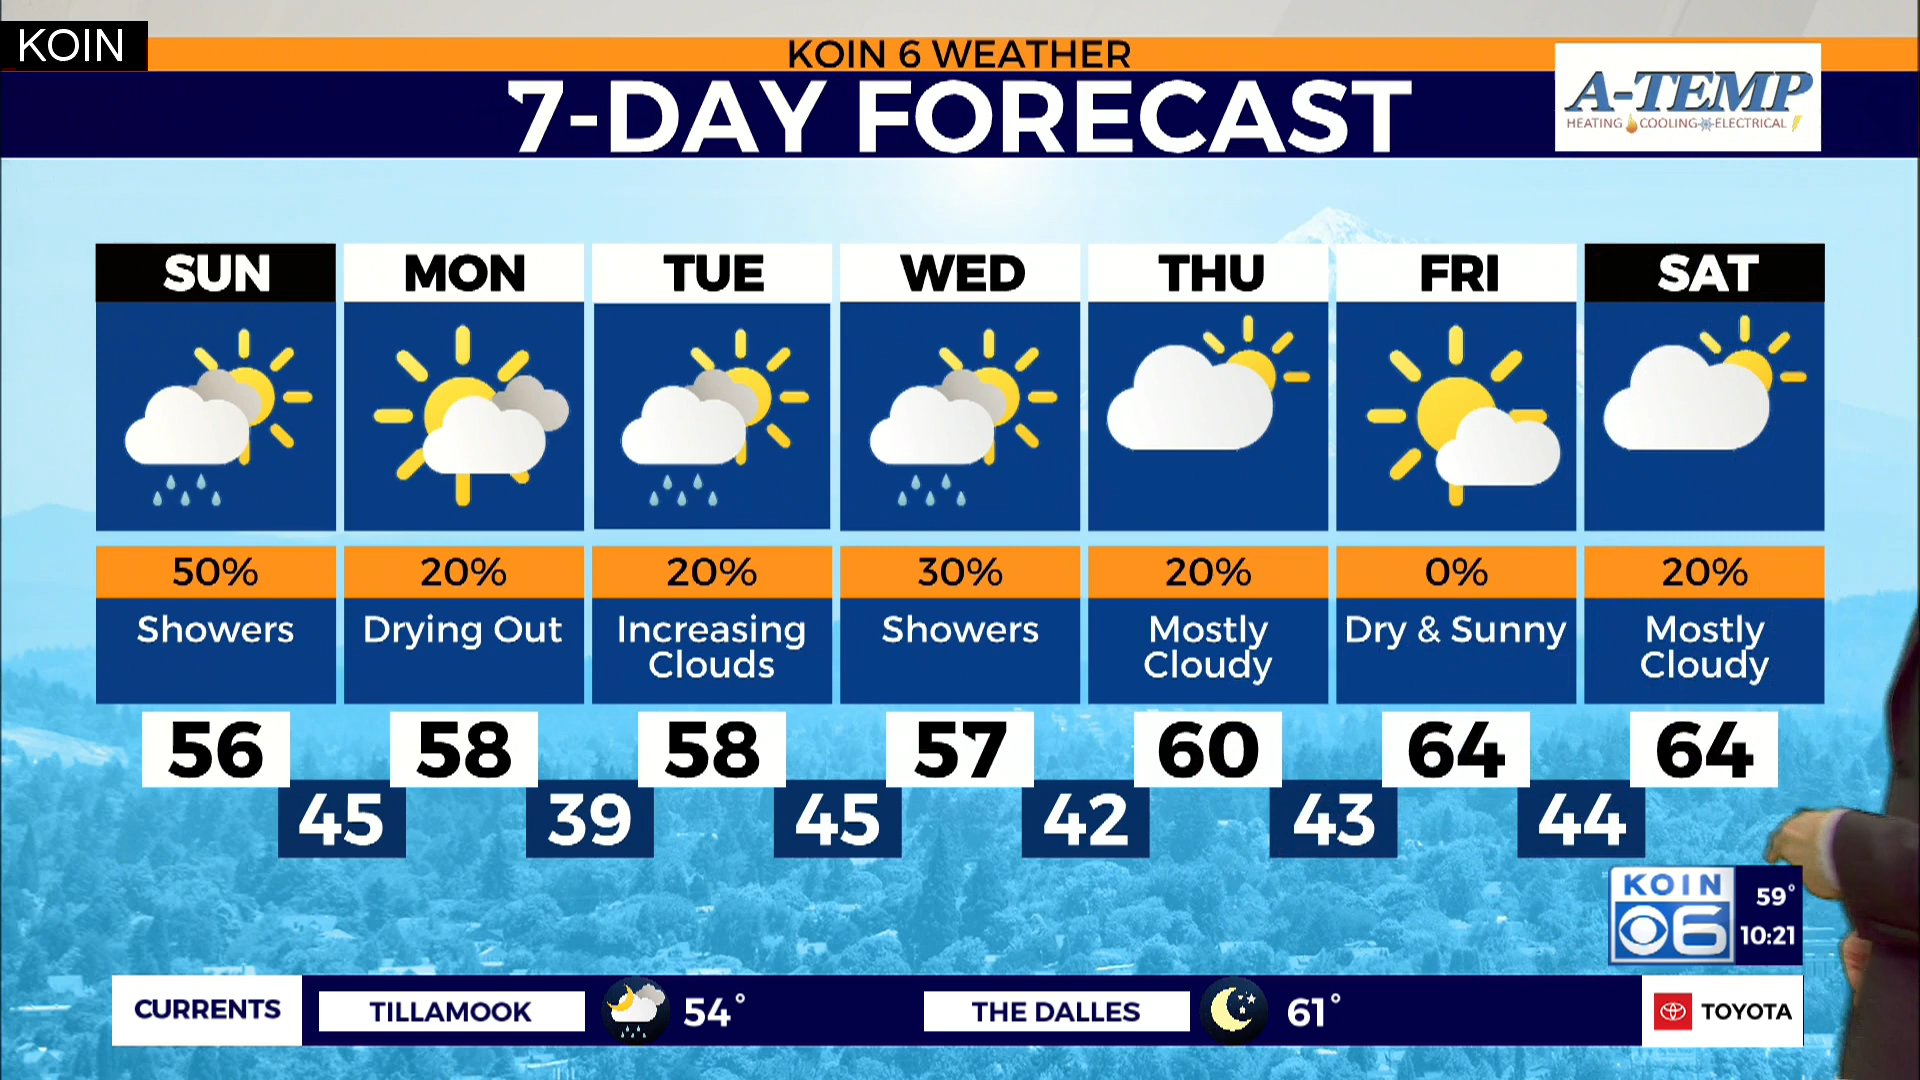 KOIN
KOIN 6 WEATHER
7-DAY FORECAST
A-TEMP
HEATING COOLING ELECTRICAL
SUN MON TUE WED THU FRI SAT
50% 20% 20% 30% 20% 0% 20%
Showers Drying Out Increasing Clouds Showers Mostly Cloudy Dry & Sunny Mostly Cloudy
56 58 58 57 60 64 64
45 39 45 42 43 44
KOIN
6
59°
10:21
CURRENTS TILLAMOOK 54° THE DALLES 61° TOYOTA